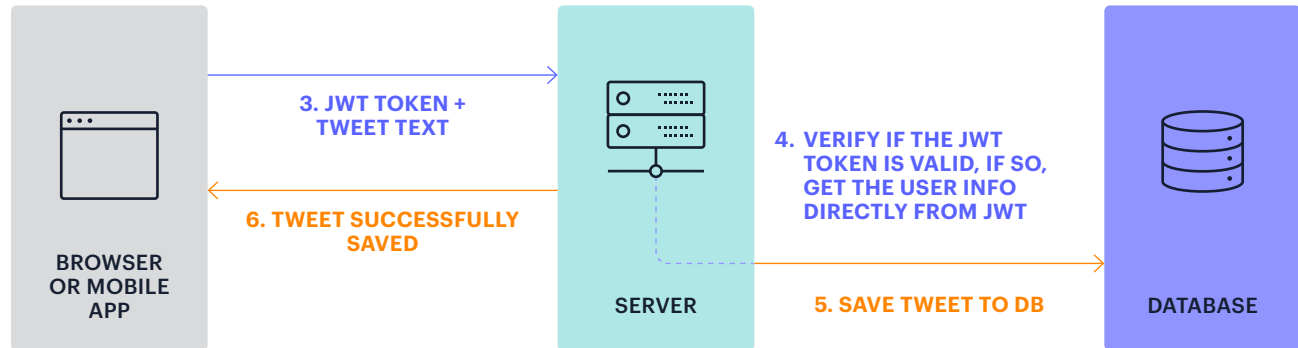 3. JWT TOKEN +
TWEET TEXT
4. VERIFY IF THE JWT
TOKEN IS VALID, IF SO,
GET THE USER INFO
DIRECTLY FROM JWT
6. TWEET SUCCESSFULLY
SAVED
BROWSER
OR MOBILE
APP
SERVER
5. SAVE TWEET TO DB
DATABASE